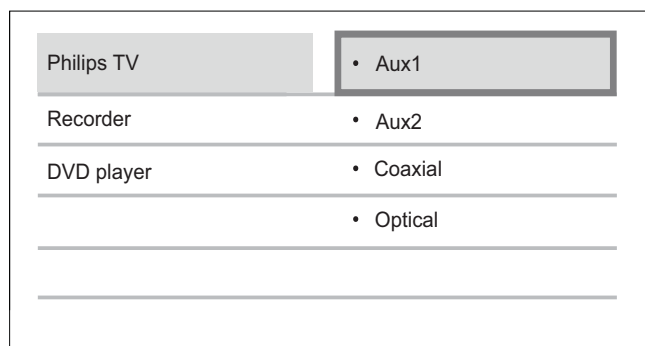 Philips TV
• Aux1
Recorder
• Aux2
DVD player
• Coaxial
• Optical